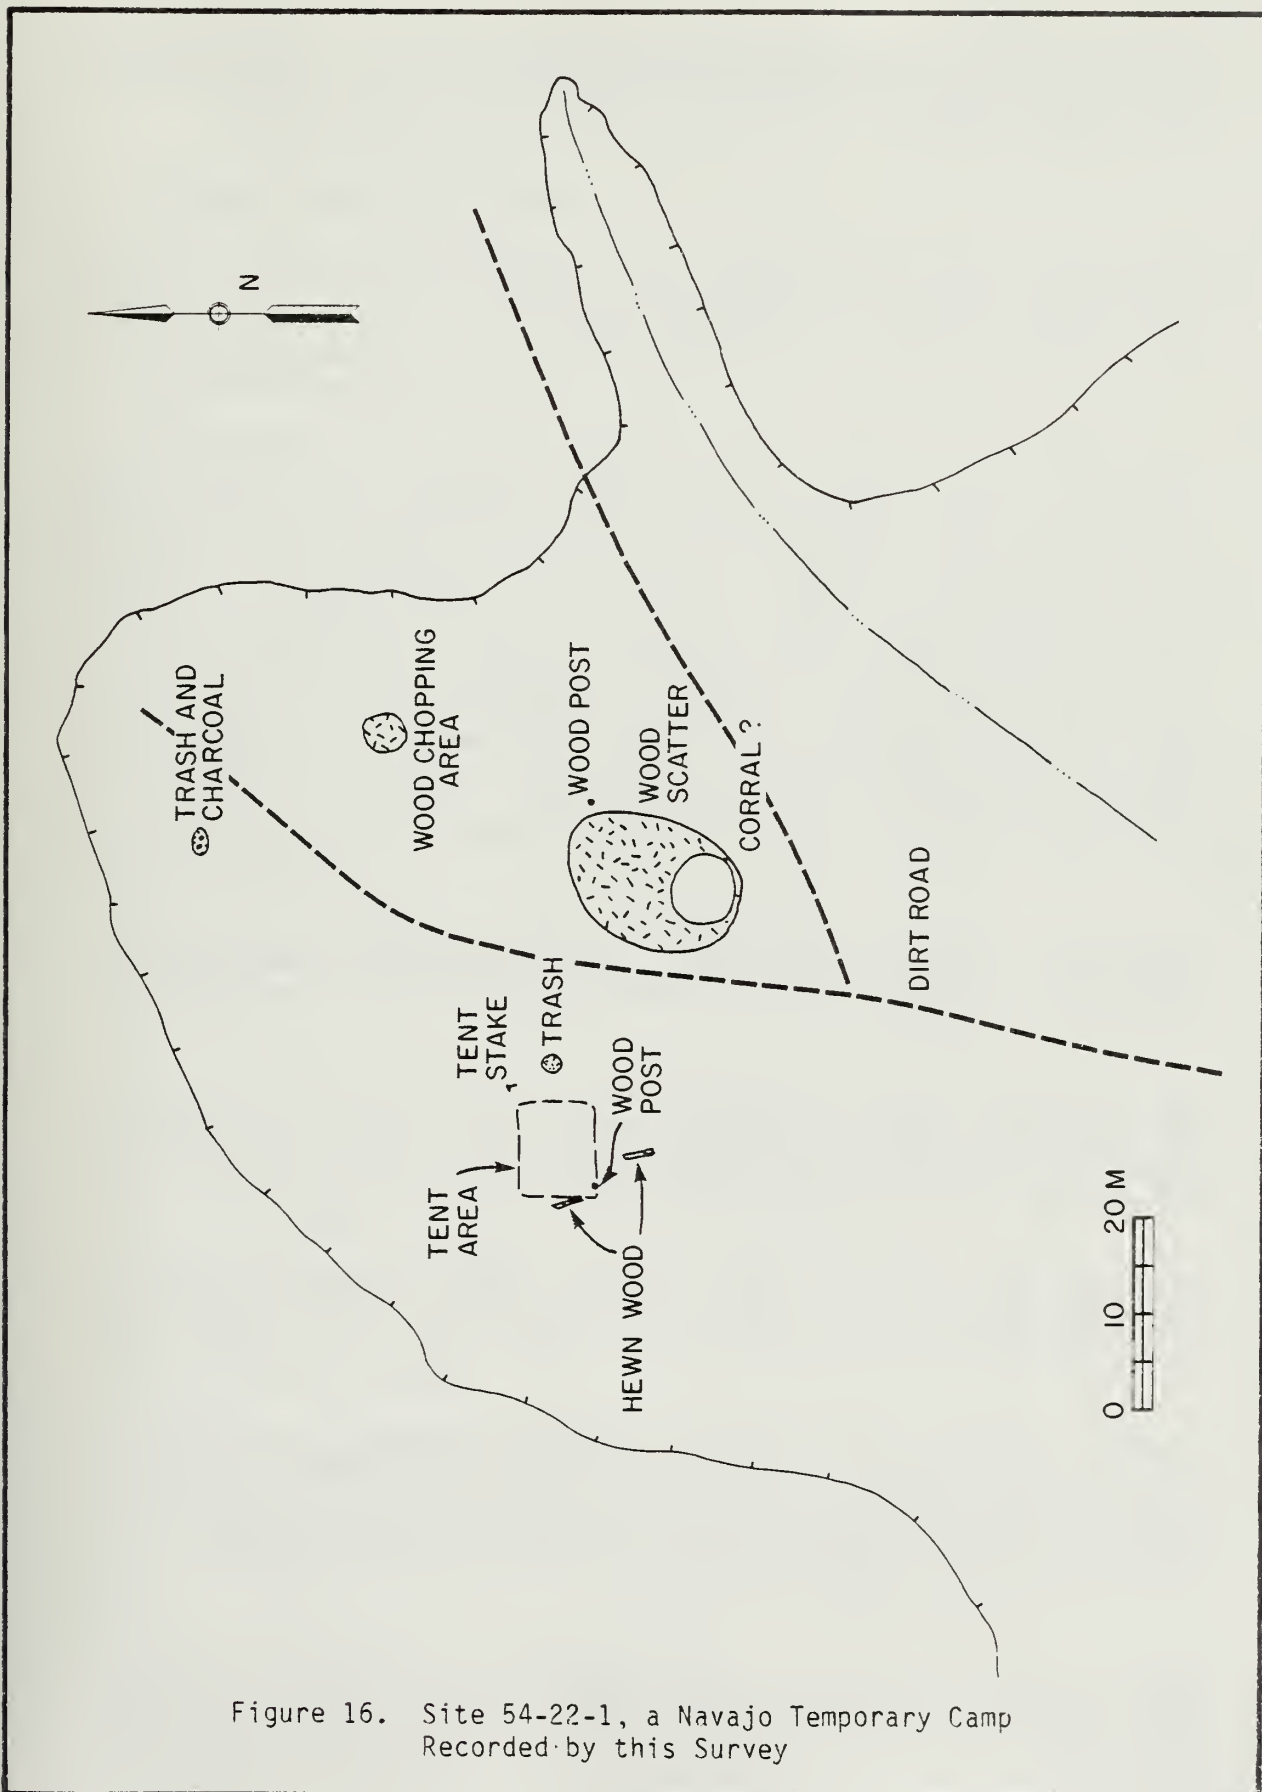 N
TRASH AND
CHARCOAL
WOOD CHOPPING
AREA
WOOD POST
WOOD
SCATTER
CORRAL?
DIRT ROAD
TENT
STAKE
TRASH
WOOD
POST
TENT
AREA
HEWN WOOD
0 10 20 M
Figure 16. Site 54-22-1, a Navajo Temporary Camp
Recorded by this Survey